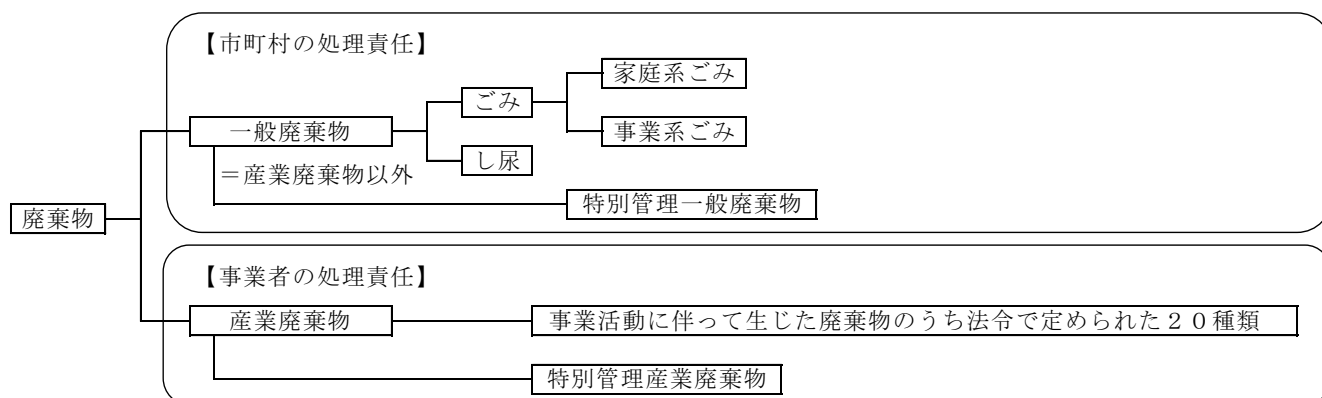 【市町村の処理責任】
家庭系ごみ
ごみ
一般廃棄物
事業系ごみ
し尿
＝産業廃棄物以外
特別管理一般廃棄物
廃棄物
【事業者の処理責任】
産業廃棄物
事業活動に伴って生じた廃棄物のうち法令で定められた２０種類
特別管理産業廃棄物